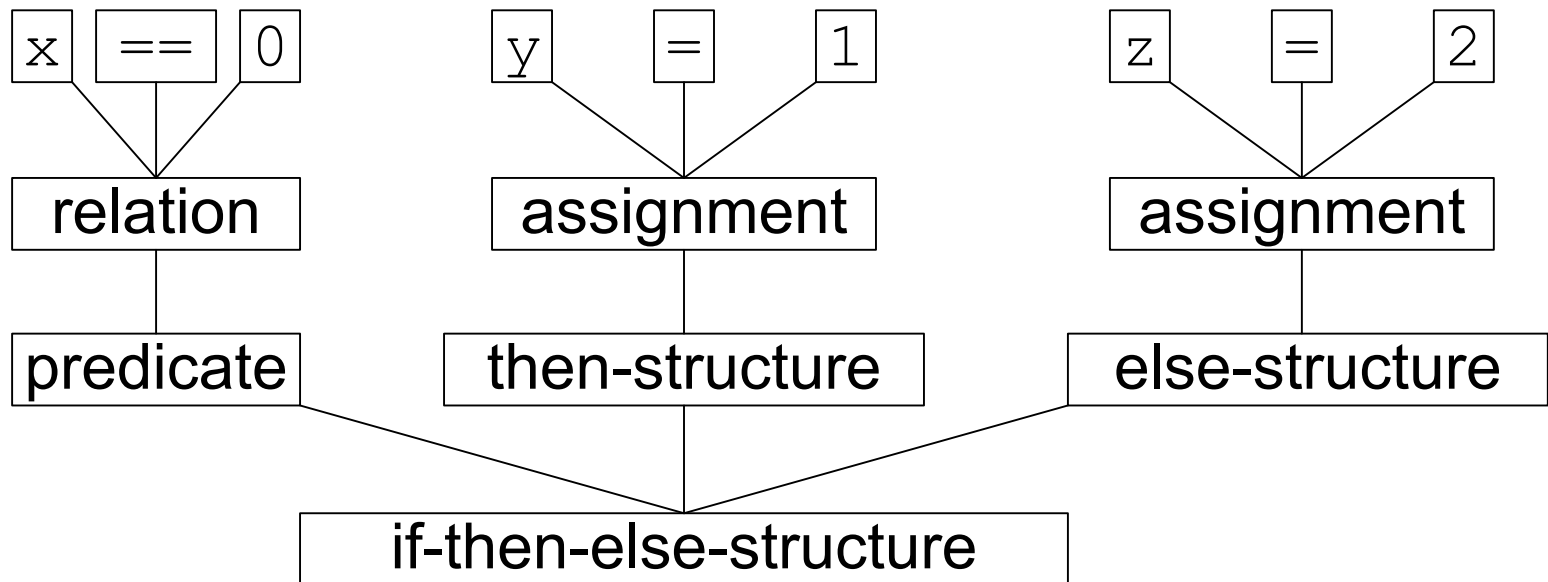 x == 0 y = 1 z = 2
relation assignment assignment
predicate then-structure else-structure
if-then-else-structure